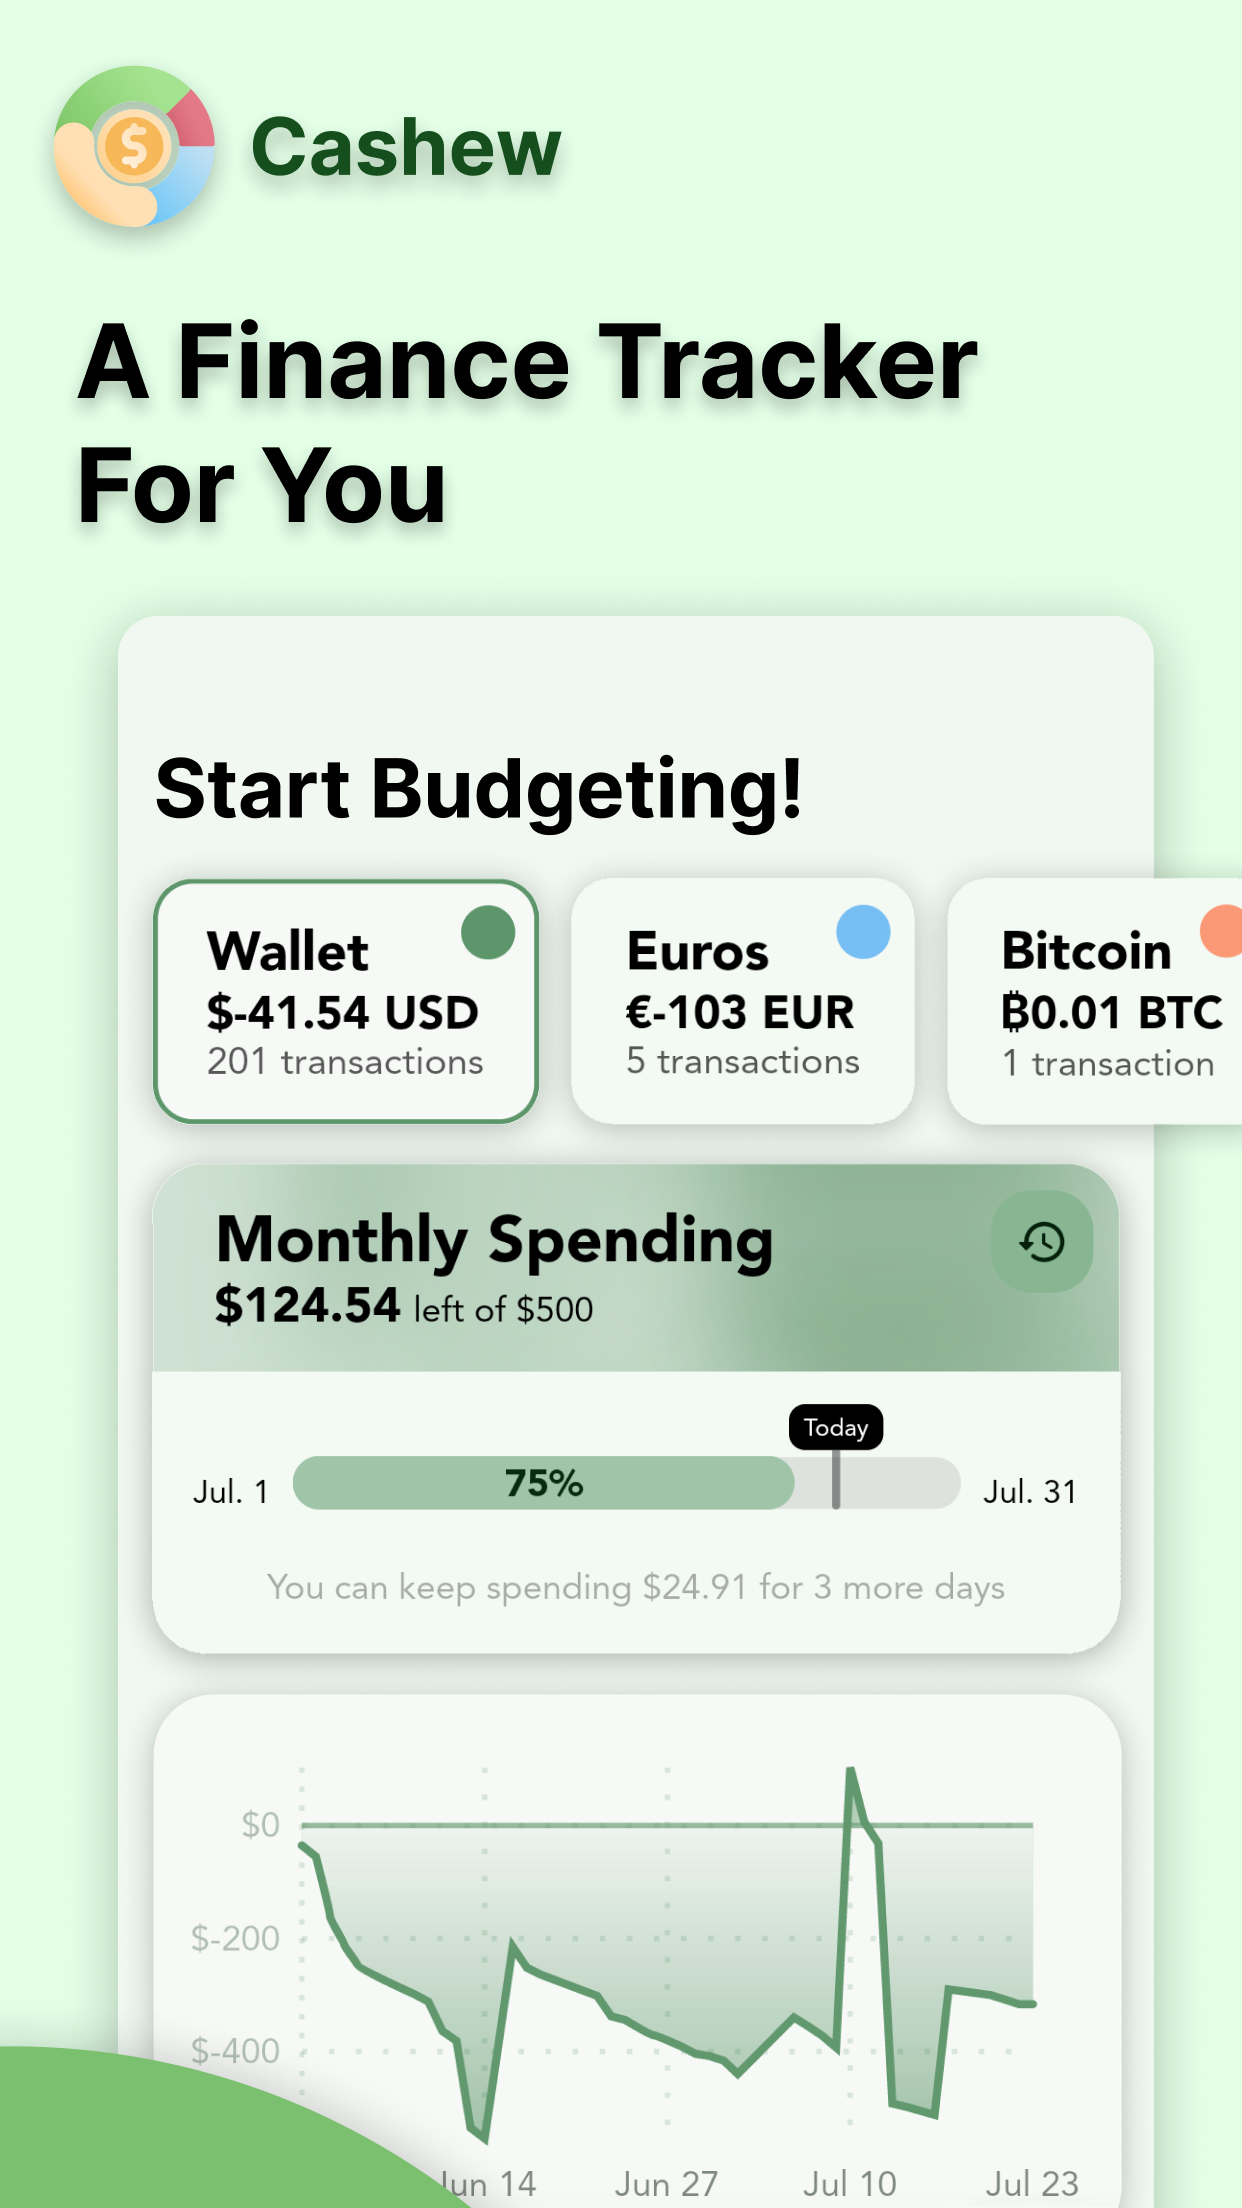 Cashew
A Finance Tracker
For You
Start Budgeting!
Wallet
$-41.54 USD
201 transactions
Euros
€-103 EUR
5 transactions
Bitcoin
₿0.01 BTC
1 transaction
Monthly Spending
$124.54 left of $500
Today
Jul. 1
75%
Jul. 31
You can keep spending $24.91 for 3 more days
$0
$-200
$-400
Jun 14
Jun 27
Jul 10
Jul 23